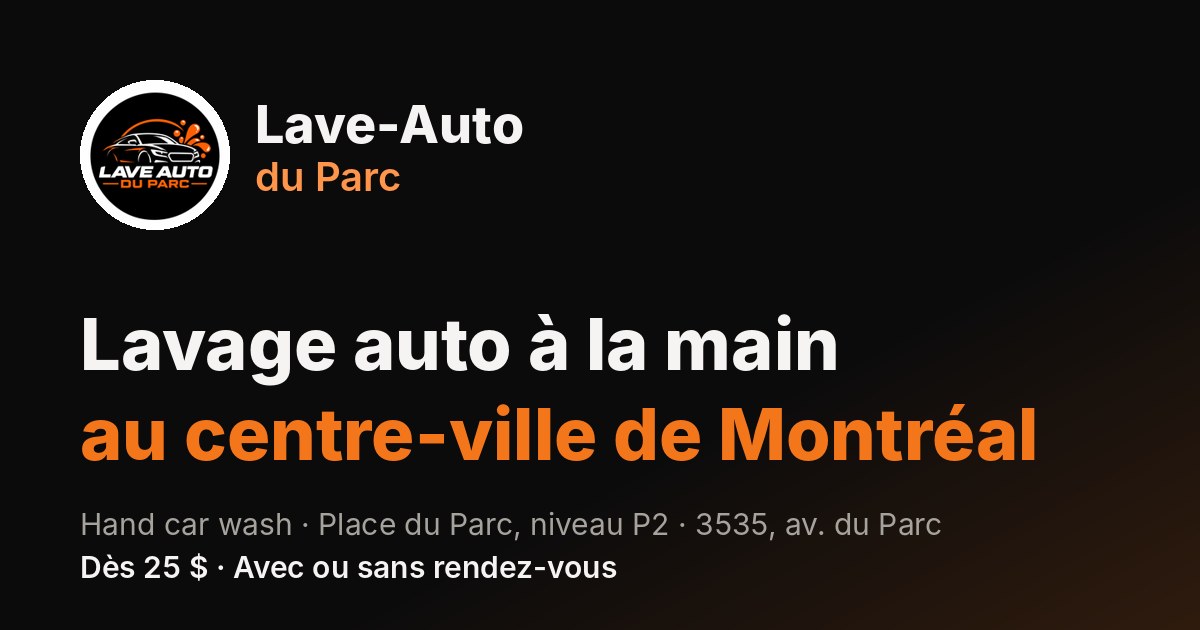 LAVE AUTO
DU PARC
Lave-Auto
du Parc
Lavage auto à la main
au centre-ville de Montréal
Hand car wash · Place du Parc, niveau P2 · 3535, av. du Parc
Dès 25 $ · Avec ou sans rendez-vous